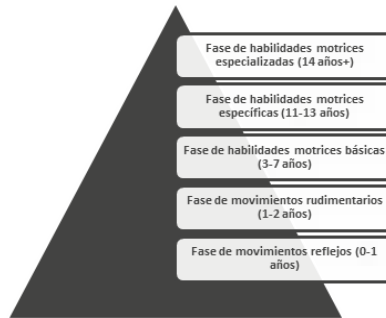 Fase de habilidades motrices
especializadas (14 años+)
Fase de habilidades motrices
específicas (11-13 años)
Fase de habilidades motrices básicas
(3-7 años)
Fase de movimientos rudimentarios
(1-2 años)
Fase de movimientos reflejos (0-1
años)